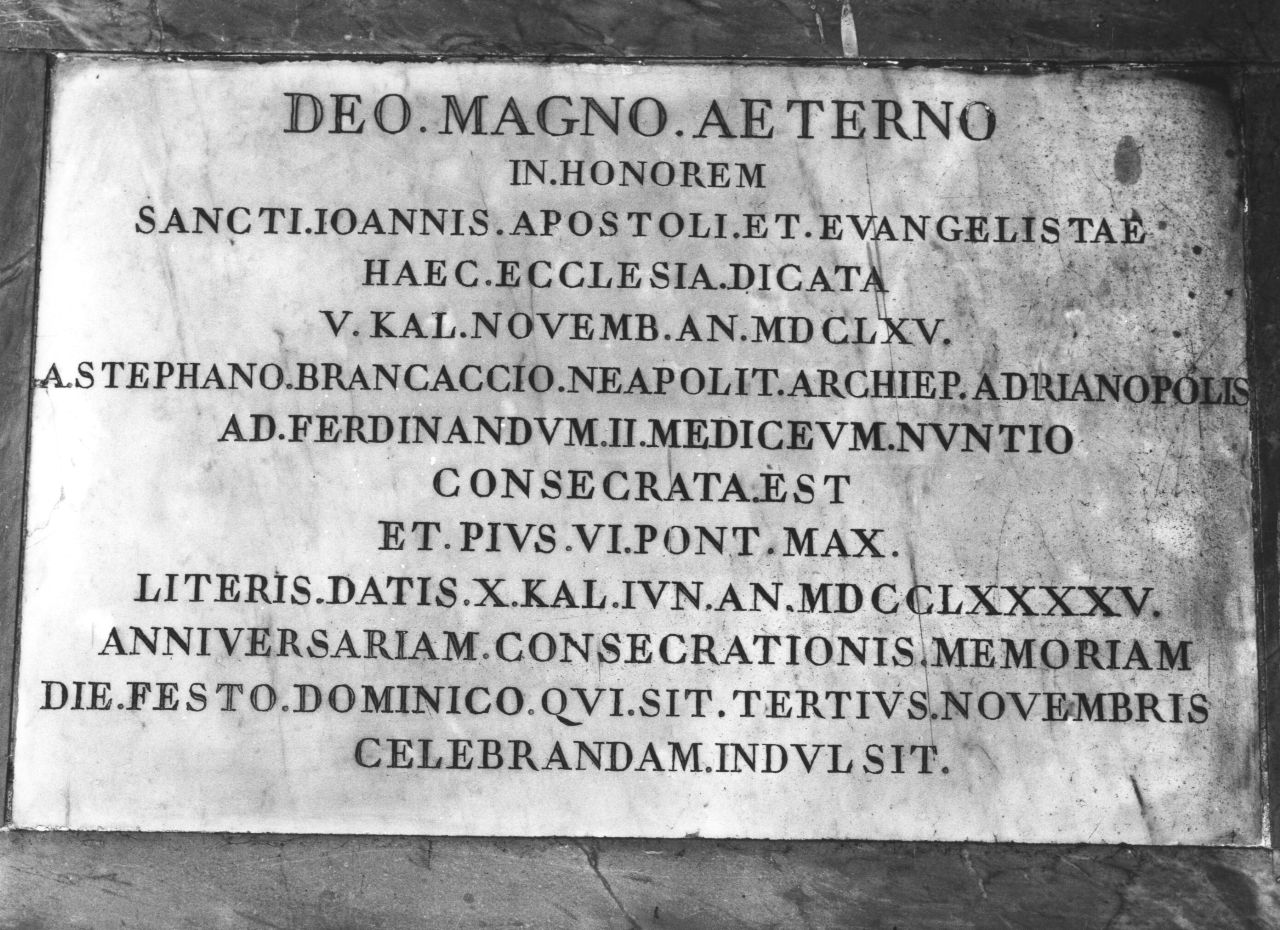 DEO.MAGNO.AETERNO
IN.HONOREM
SANCTI.IOANNIS.APOSTOLI.ET.EVANGELISTAE
HAEC.ECCLESIA.DICATA
V.KAL.NOVEMB.AN.MDCLXV.
A.STEPHANO.BRANCACCIO.NEAPOLIT.ARCHIEP.ADRIANOPOLIS
AD.FERDINANDVM.II.MEDICEVM.NVNTIO
CONSECRATA.EST
ET.PIVS.VI.PONT.MAX.
LITERIS.DATIS.X.KAL.IVN.AN.MDCCLXXXXV.
ANNIVERSARIAM.CONSECRATIONIS.MEMORIAM
DIE.FESTO.DOMINICO.QVI.SIT.TERTIVS.NOVEMBRIS
CELEBRANDAM.INDVLSIT.